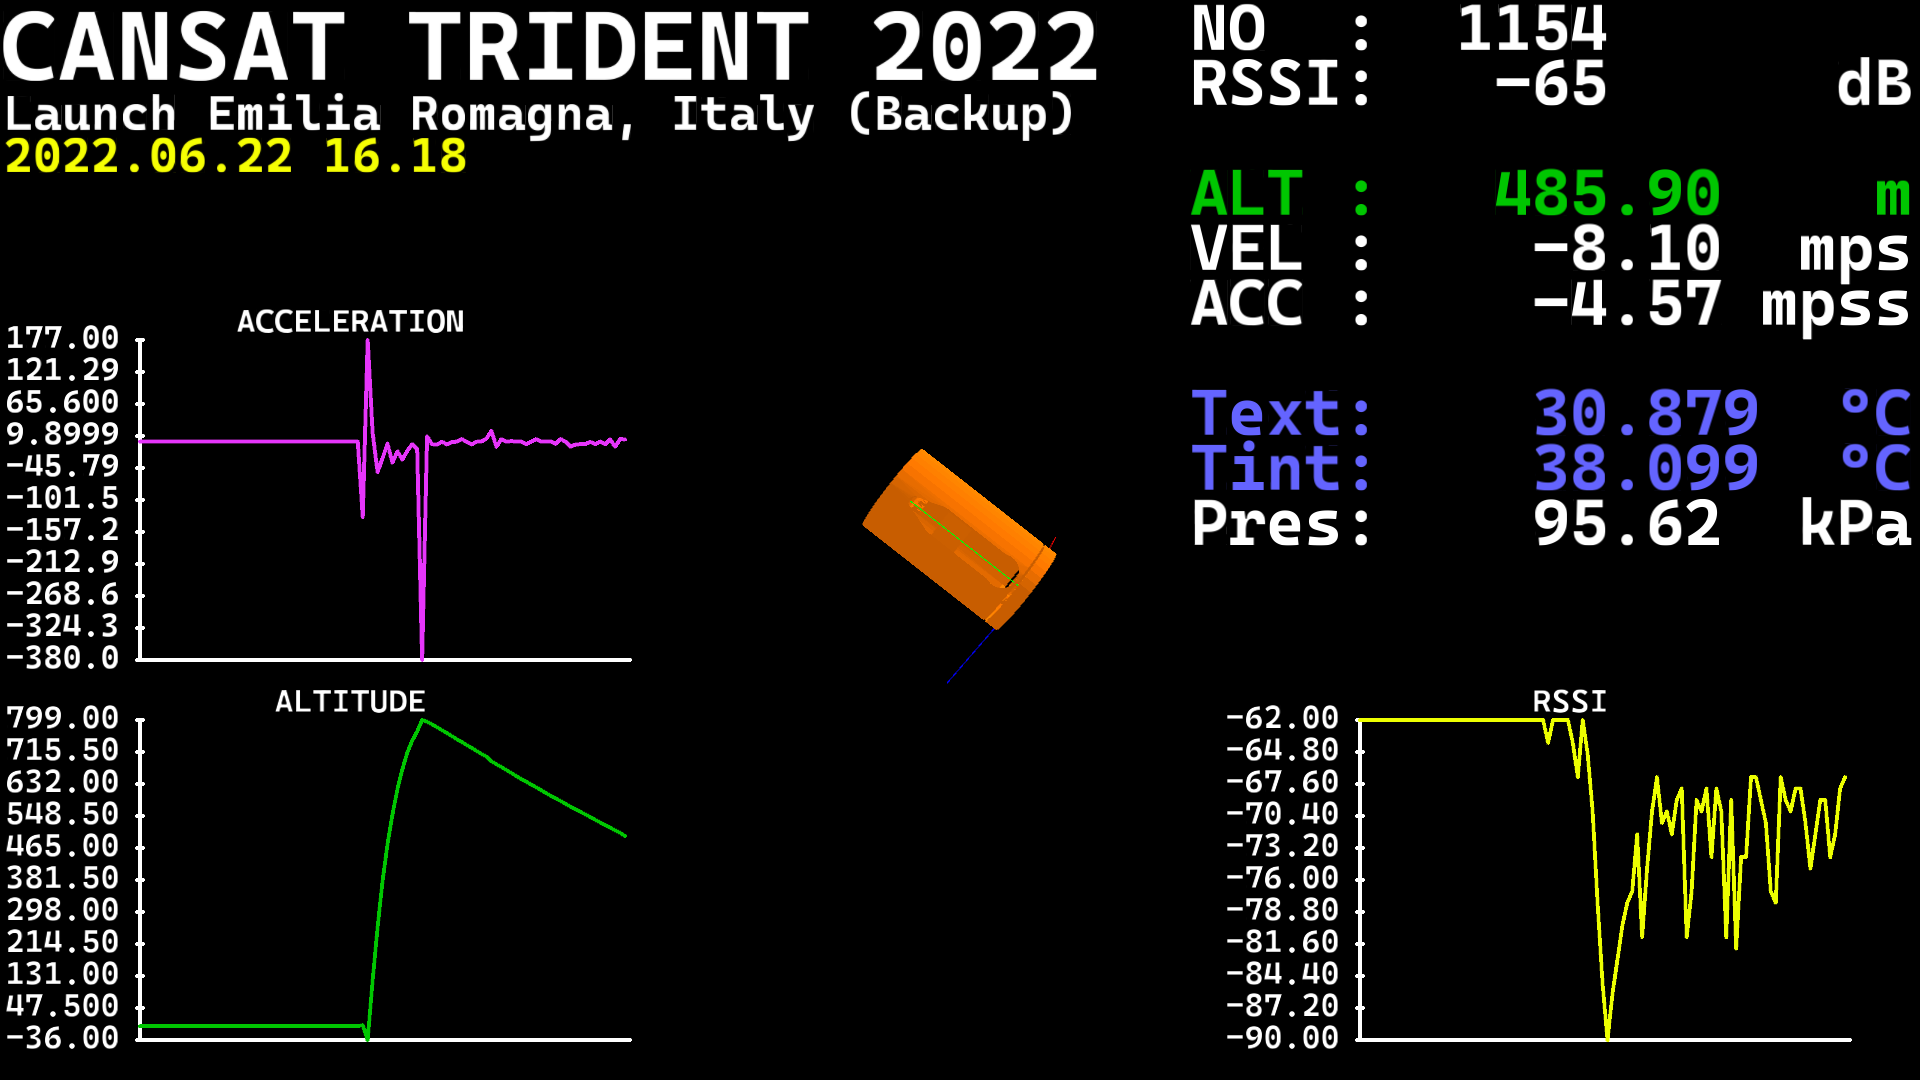 CANSAT TRIDENT 2022
Launch Emilia Romagna, Italy (Backup)
2022.06.22 16.18
NO : 1154
RSSI: -65 dB
ALT : 485.90 m
VEL : -8.10 mps
ACC : -4.57 mpss
Text: 30.879 °C
Tint: 38.099 °C
Pres: 95.62 kPa
ACCELERATION
177.00
121.29
65.600
9.8999
-45.79
-101.5
-157.2
-212.9
-268.6
-324.3
-380.0
ALTITUDE
799.00
715.50
632.00
548.50
465.00
381.50
298.00
214.50
131.00
47.500
-36.00
RSSI
-62.00
-64.80
-67.60
-70.40
-73.20
-76.00
-78.80
-81.60
-84.40
-87.20
-90.00